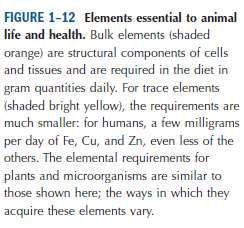 FIGURE 1–12 Elements essential to animal
life and health. Bulk elements (shaded
orange) are structural components of cells
and tissues and are required in the diet in
gram quantities daily. For trace elements
(shaded bright yellow), the requirements are
much smaller: for humans, a few milligrams
per day of Fe, Cu, and Zn, even less of the
others. The elemental requirements for
plants and microorganisms are similar to
those shown here; the ways in which they
acquire these elements vary.